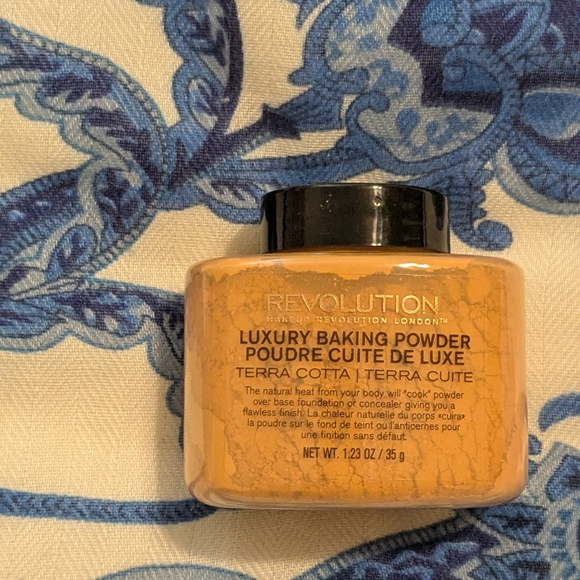 REVOLUTION
MAKEUP REVOLUTION LONDON™
LUXURY BAKING POWDER
POUDRE CUITE DE LUXE
TERRA COTTA | TERRA CUITE
The natural heat from your body will "cook" powder
over base foundation or concealer giving you a
flawless finish. La chaleur naturelle du corps «cuira»
la poudre sur le fond de teint ou l'anticernes pour
une finition sans défaut.
NET WT. 1.23 OZ / 35 g